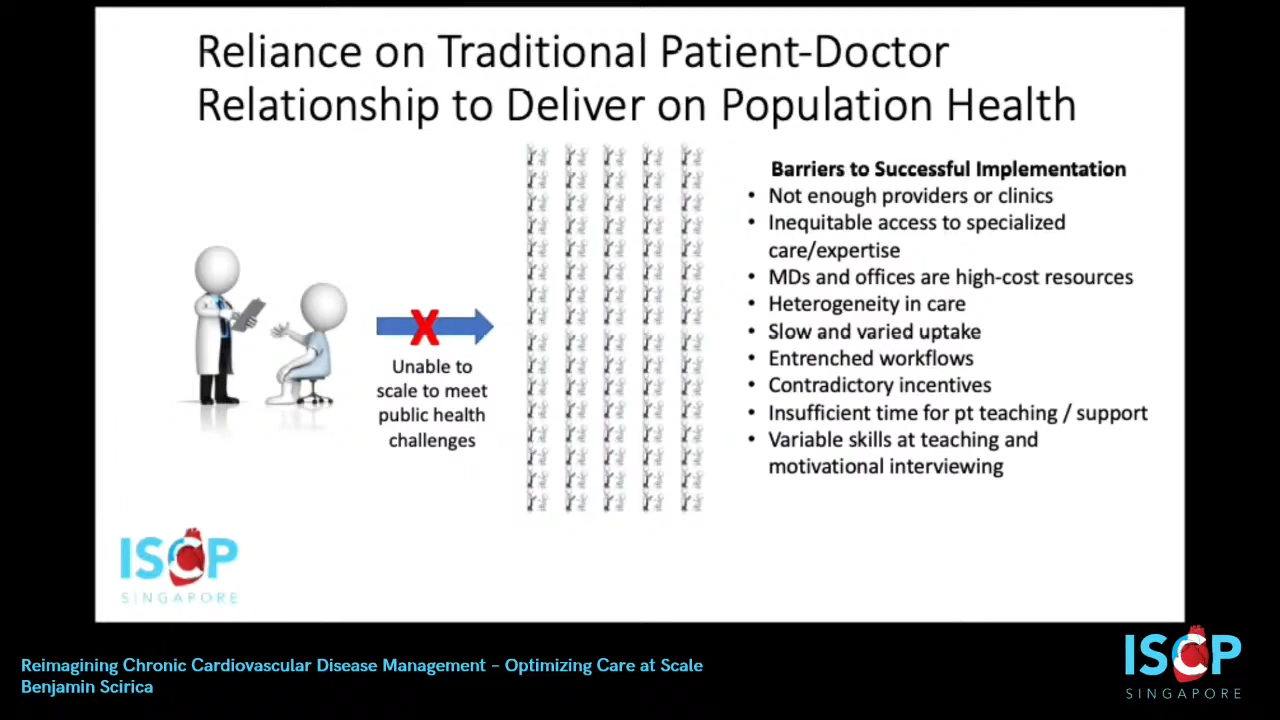 Reliance on Traditional Patient-Doctor
Relationship to Deliver on Population Health
Unable to
scale to meet
public health
challenges
Barriers to Successful Implementation
• Not enough providers or clinics
• Inequitable access to specialized
care/expertise
• MDs and offices are high-cost resources
• Heterogeneity in care
• Slow and varied uptake
• Entrenched workflows
• Contradictory incentives
• Insufficient time for pt teaching / support
• Variable skills at teaching and
motivational interviewing
ISCP
SINGAPORE
Reimagining Chronic Cardiovascular Disease Management – Optimizing Care at Scale
Benjamin Scirica
ISCP
SINGAPORE